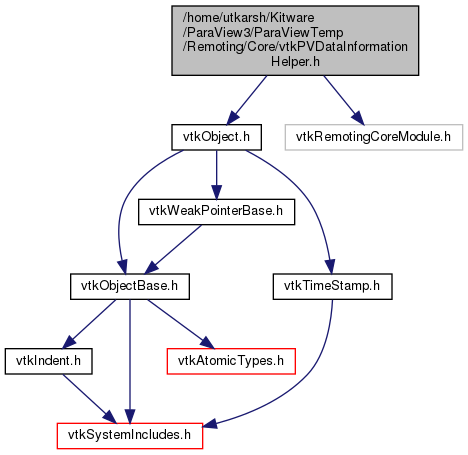 /home/utkarsh/Kitware
/ParaView3/ParaViewTemp
/Remoting/Core/vtkPVDataInformation
Helper.h
vtkObject.h
vtkRemotingCoreModule.h
vtkWeakPointerBase.h
vtkObjectBase.h
vtkTimeStamp.h
vtkIndent.h
vtkAtomicTypes.h
vtkSystemIncludes.h